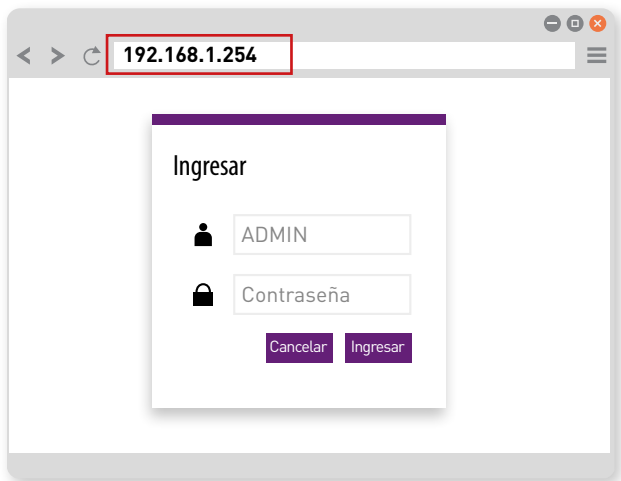 192.168.1.254
Ingresar
ADMIN
Contraseña
Cancelar Ingresar